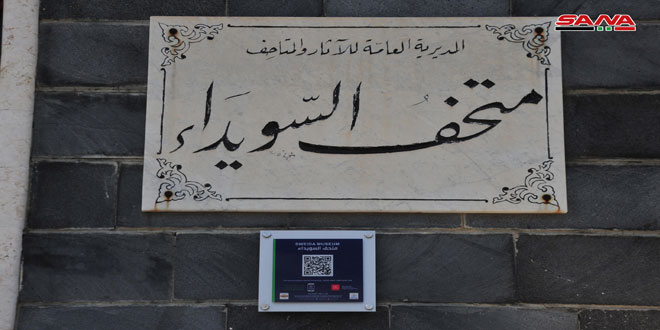 SANA
المديرية العامة للآثار والمتاحف
متحف السويداء
SWEIDA MUSEUM
متحف السويداء